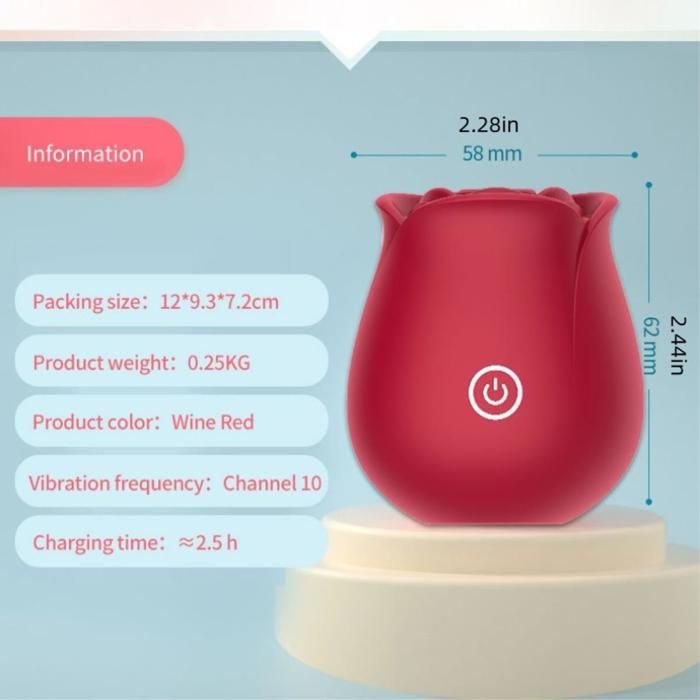 2.28in
58 mm
Information
Packing size： 12*9.3*7.2cm
Product weight： 0.25KG
Product color： Wine Red
Vibration frequency： Channel 10
Charging time： ≈2.5 h
62 mm
2.44in